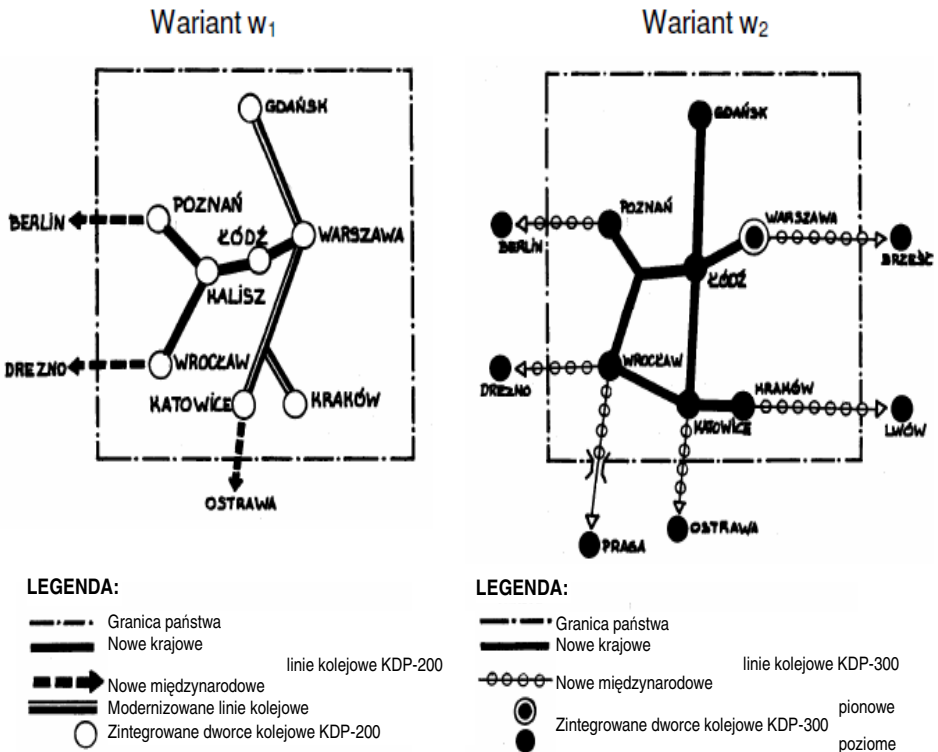 Wariant w₁
GDAŃSK
POZNAŃ
BERLIN
ŁÓDŹ
WARSZAWA
KALISZ
DREZNO
WROCŁAW
KATOWICE
KRAKÓW
OSTRAWA
LEGENDA:
Granica państwa
Nowe krajowe
linie kolejowe KDP-200
Nowe międzynarodowe
Modernizowane linie kolejowe
Zintegrowane dworce kolejowe KDP-200
Wariant w₂
GDAŃSK
POZNAŃ
WARSZAWA
BERLIN
BRZEŚĆ
ŁÓDŹ
WROCŁAW
DREZNO
KRAKÓW
KATOWICE
LWÓW
OSTRAWA
PRAGA
LEGENDA:
Granica państwa
Nowe krajowe
linie kolejowe KDP-300
Nowe międzynarodowe
pionowe
Zintegrowane dworce kolejowe KDP-300
poziome